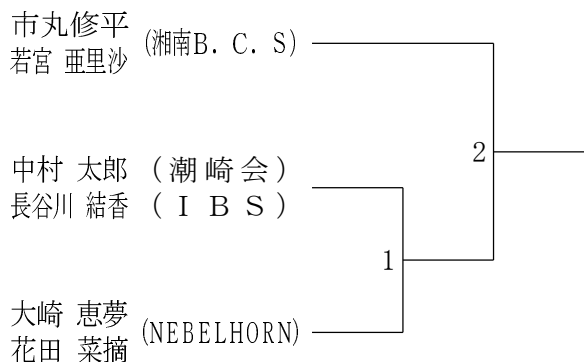 市丸修平
若宮 亜里沙 (湘南B.C.S)
2
中村 太郎 (潮崎会)
長谷川 結香 (IBS)
1
大崎 恵夢
花田 菜摘 (NEBELHORN)